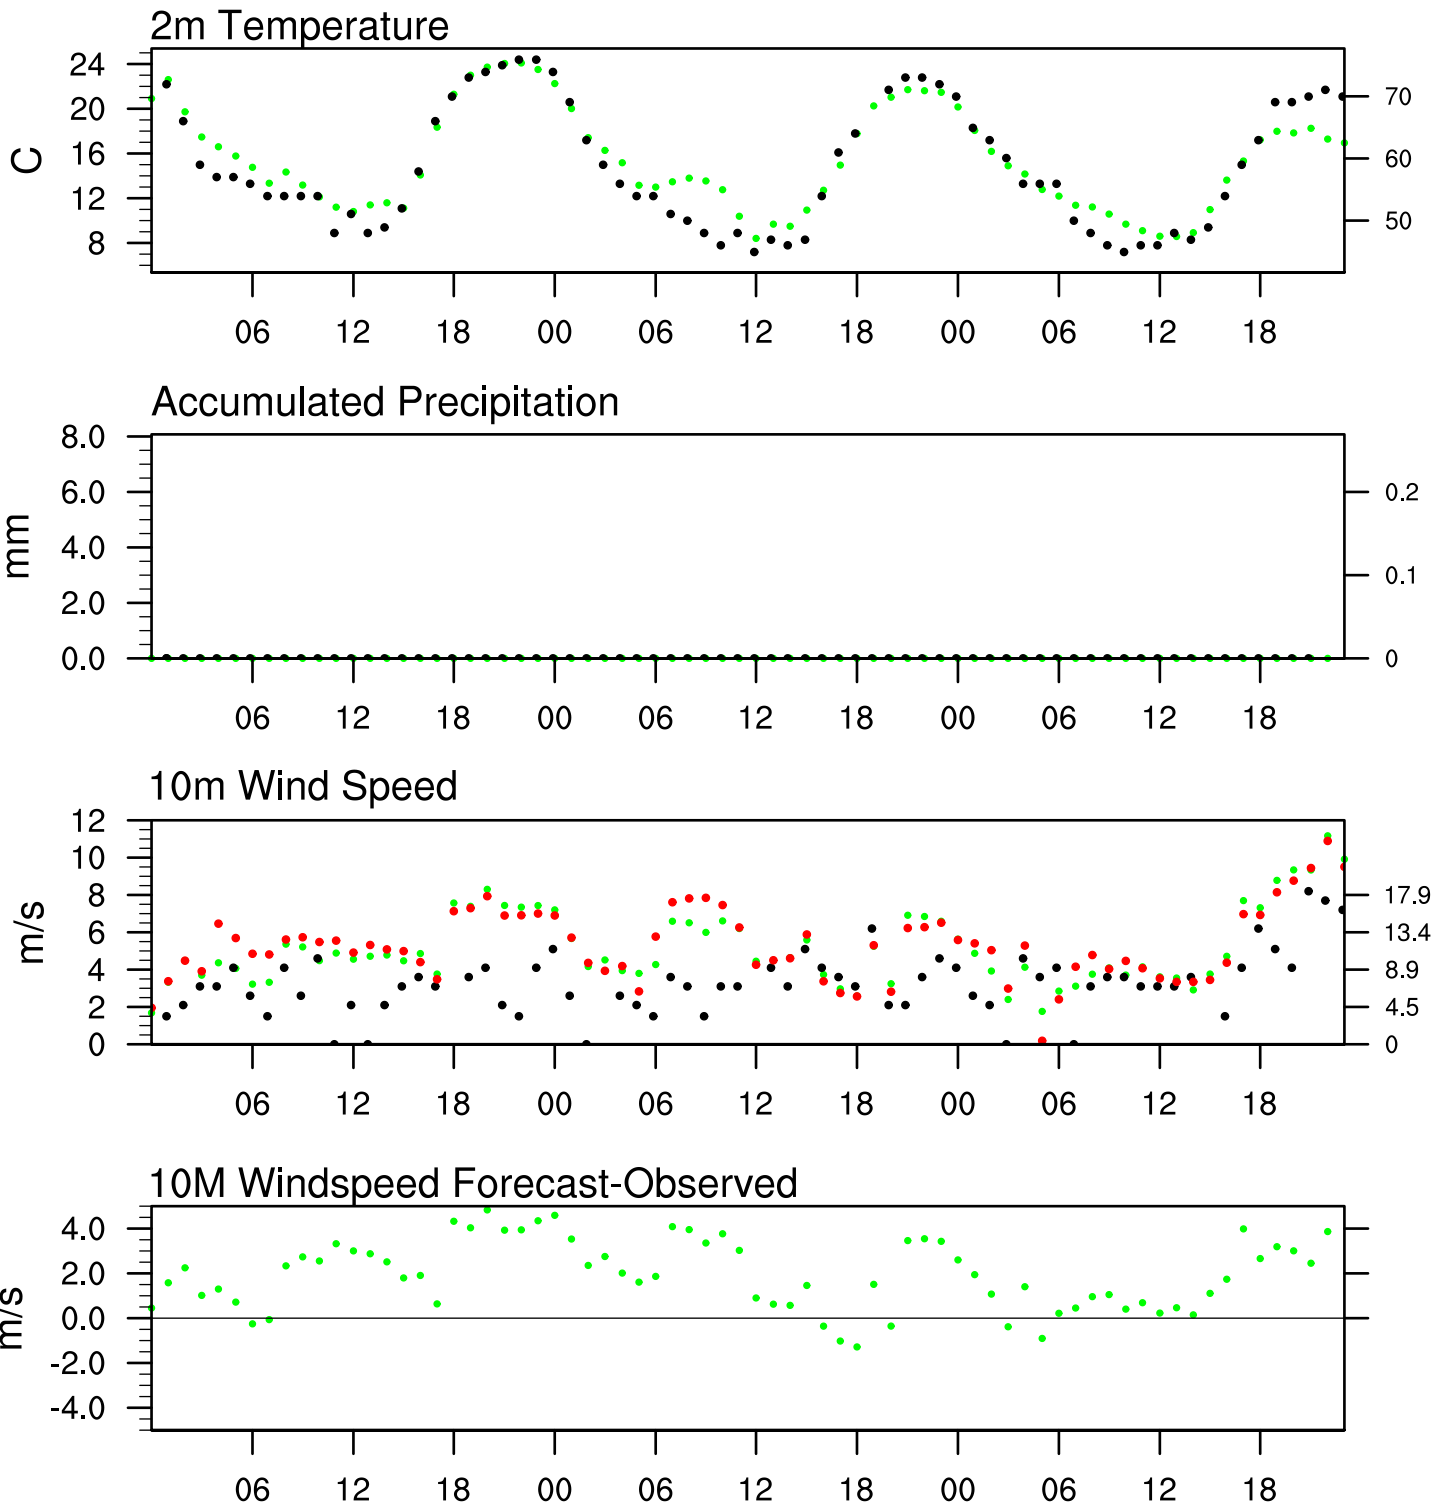 2m Temperature
24
20
16
12
8
C
70
60
50
06 12 18 00 06 12 18 00 06 12 18
Accumulated Precipitation
8.0
6.0
4.0
2.0
0.0
mm
0.2
0.1
0
06 12 18 00 06 12 18 00 06 12 18
10m Wind Speed
12
10
8
6
4
2
0
m/s
17.9
13.4
8.9
4.5
0
06 12 18 00 06 12 18 00 06 12 18
10M Windspeed Forecast-Observed
4.0
2.0
0.0
-2.0
-4.0
m/s
06 12 18 00 06 12 18 00 06 12 18